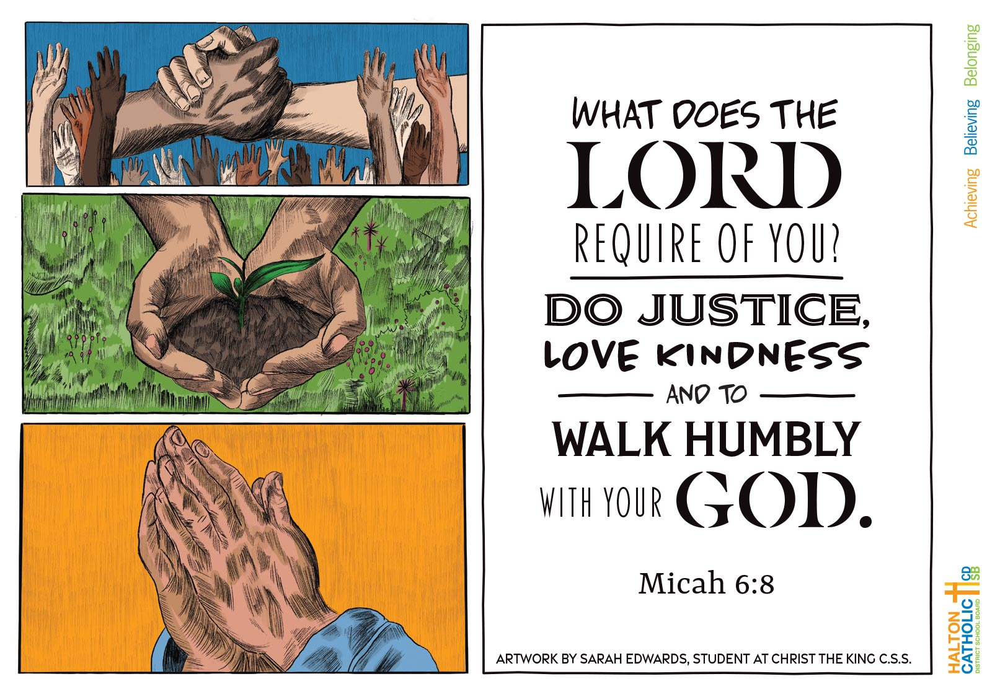 WHAT DOES THE
LORD
REQUIRE OF YOU?
DO JUSTICE,
LOVE KINDNESS
AND TO
WALK HUMBLY
WITH YOUR GOD.
Micah 6:8
ARTWORK BY SARAH EDWARDS, STUDENT AT CHRIST THE KING C.S.S.
Achieving Believing Belonging
HALTON
CATHOLIC
DISTRICT SCHOOL BOARD
CD
SB